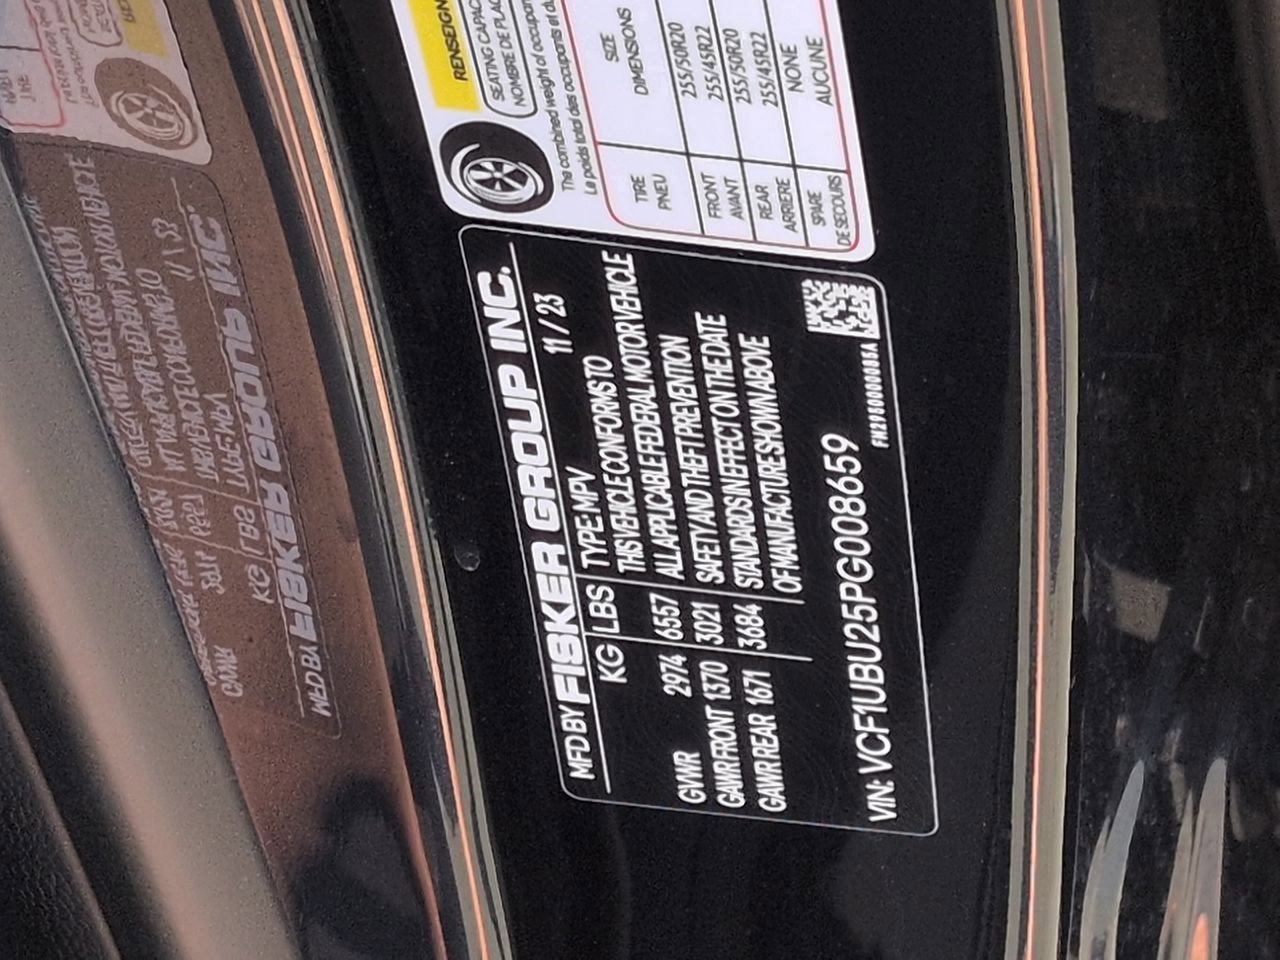 MFD BY FISKER GROUP INC.
KG LBS TYPE: MPV 11 / 23
THIS VEHICLE CONFORMS TO
GVWR 2974 6557 ALL APPLICABLE FEDERAL MOTOR VEHICLE
GAWR FRONT 1370 3021 SAFETY AND THEFT PREVENTION
GAWR REAR 1671 3684 STANDARDS IN EFFECT ON THE DATE
OF MANUFACTURE SHOWN ABOVE
VIN: VCF1UBU25PG008659
FM29S0000008SA
RENSEIGN
SEATING CAPAC
NOMBRE DE PLAC
The combined weight of occupan
Le poids total des occupants et du
TIRE SIZE
PNEU DIMENSIONS
FRONT 255/50R20
AVANT 255/45R22
REAR 255/50R20
ARRIERE 255/45R22
SPARE NONE
DE SECOURS AUCUNE